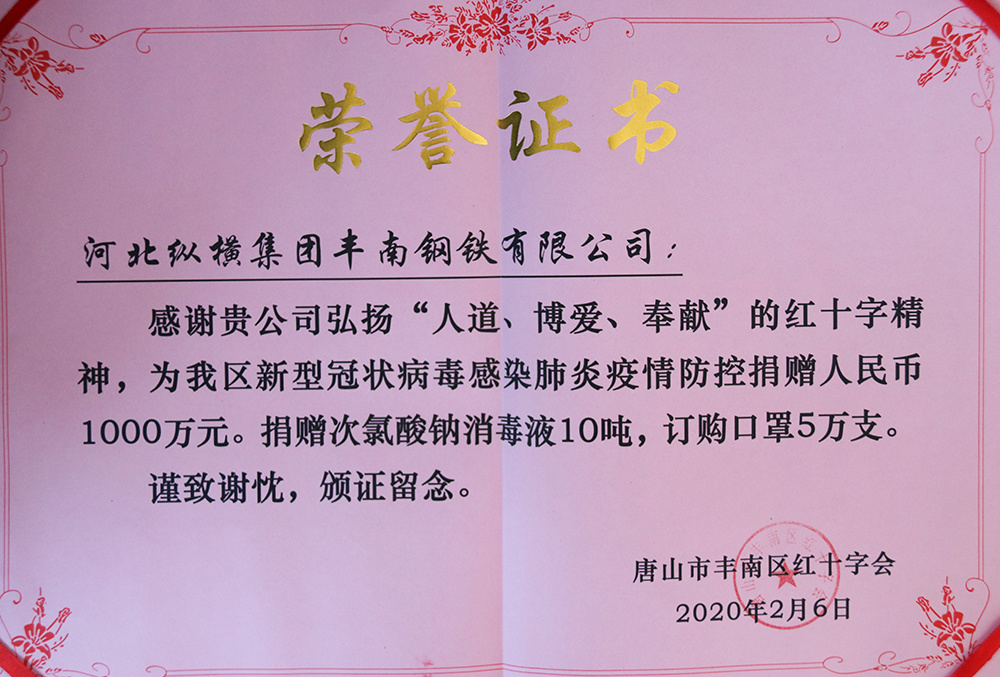 荣誉证书
河北纵横集团丰南钢铁有限公司：
感谢贵公司弘扬“人道、博爱、奉献”的红十字精
神，为我区新型冠状病毒感染肺炎疫情防控捐赠人民币
1000万元。捐赠次氯酸钠消毒液10吨，订购口罩5万支。
谨致谢忱，颁证留念。
唐山市丰南区红十字会
2020年2月6日